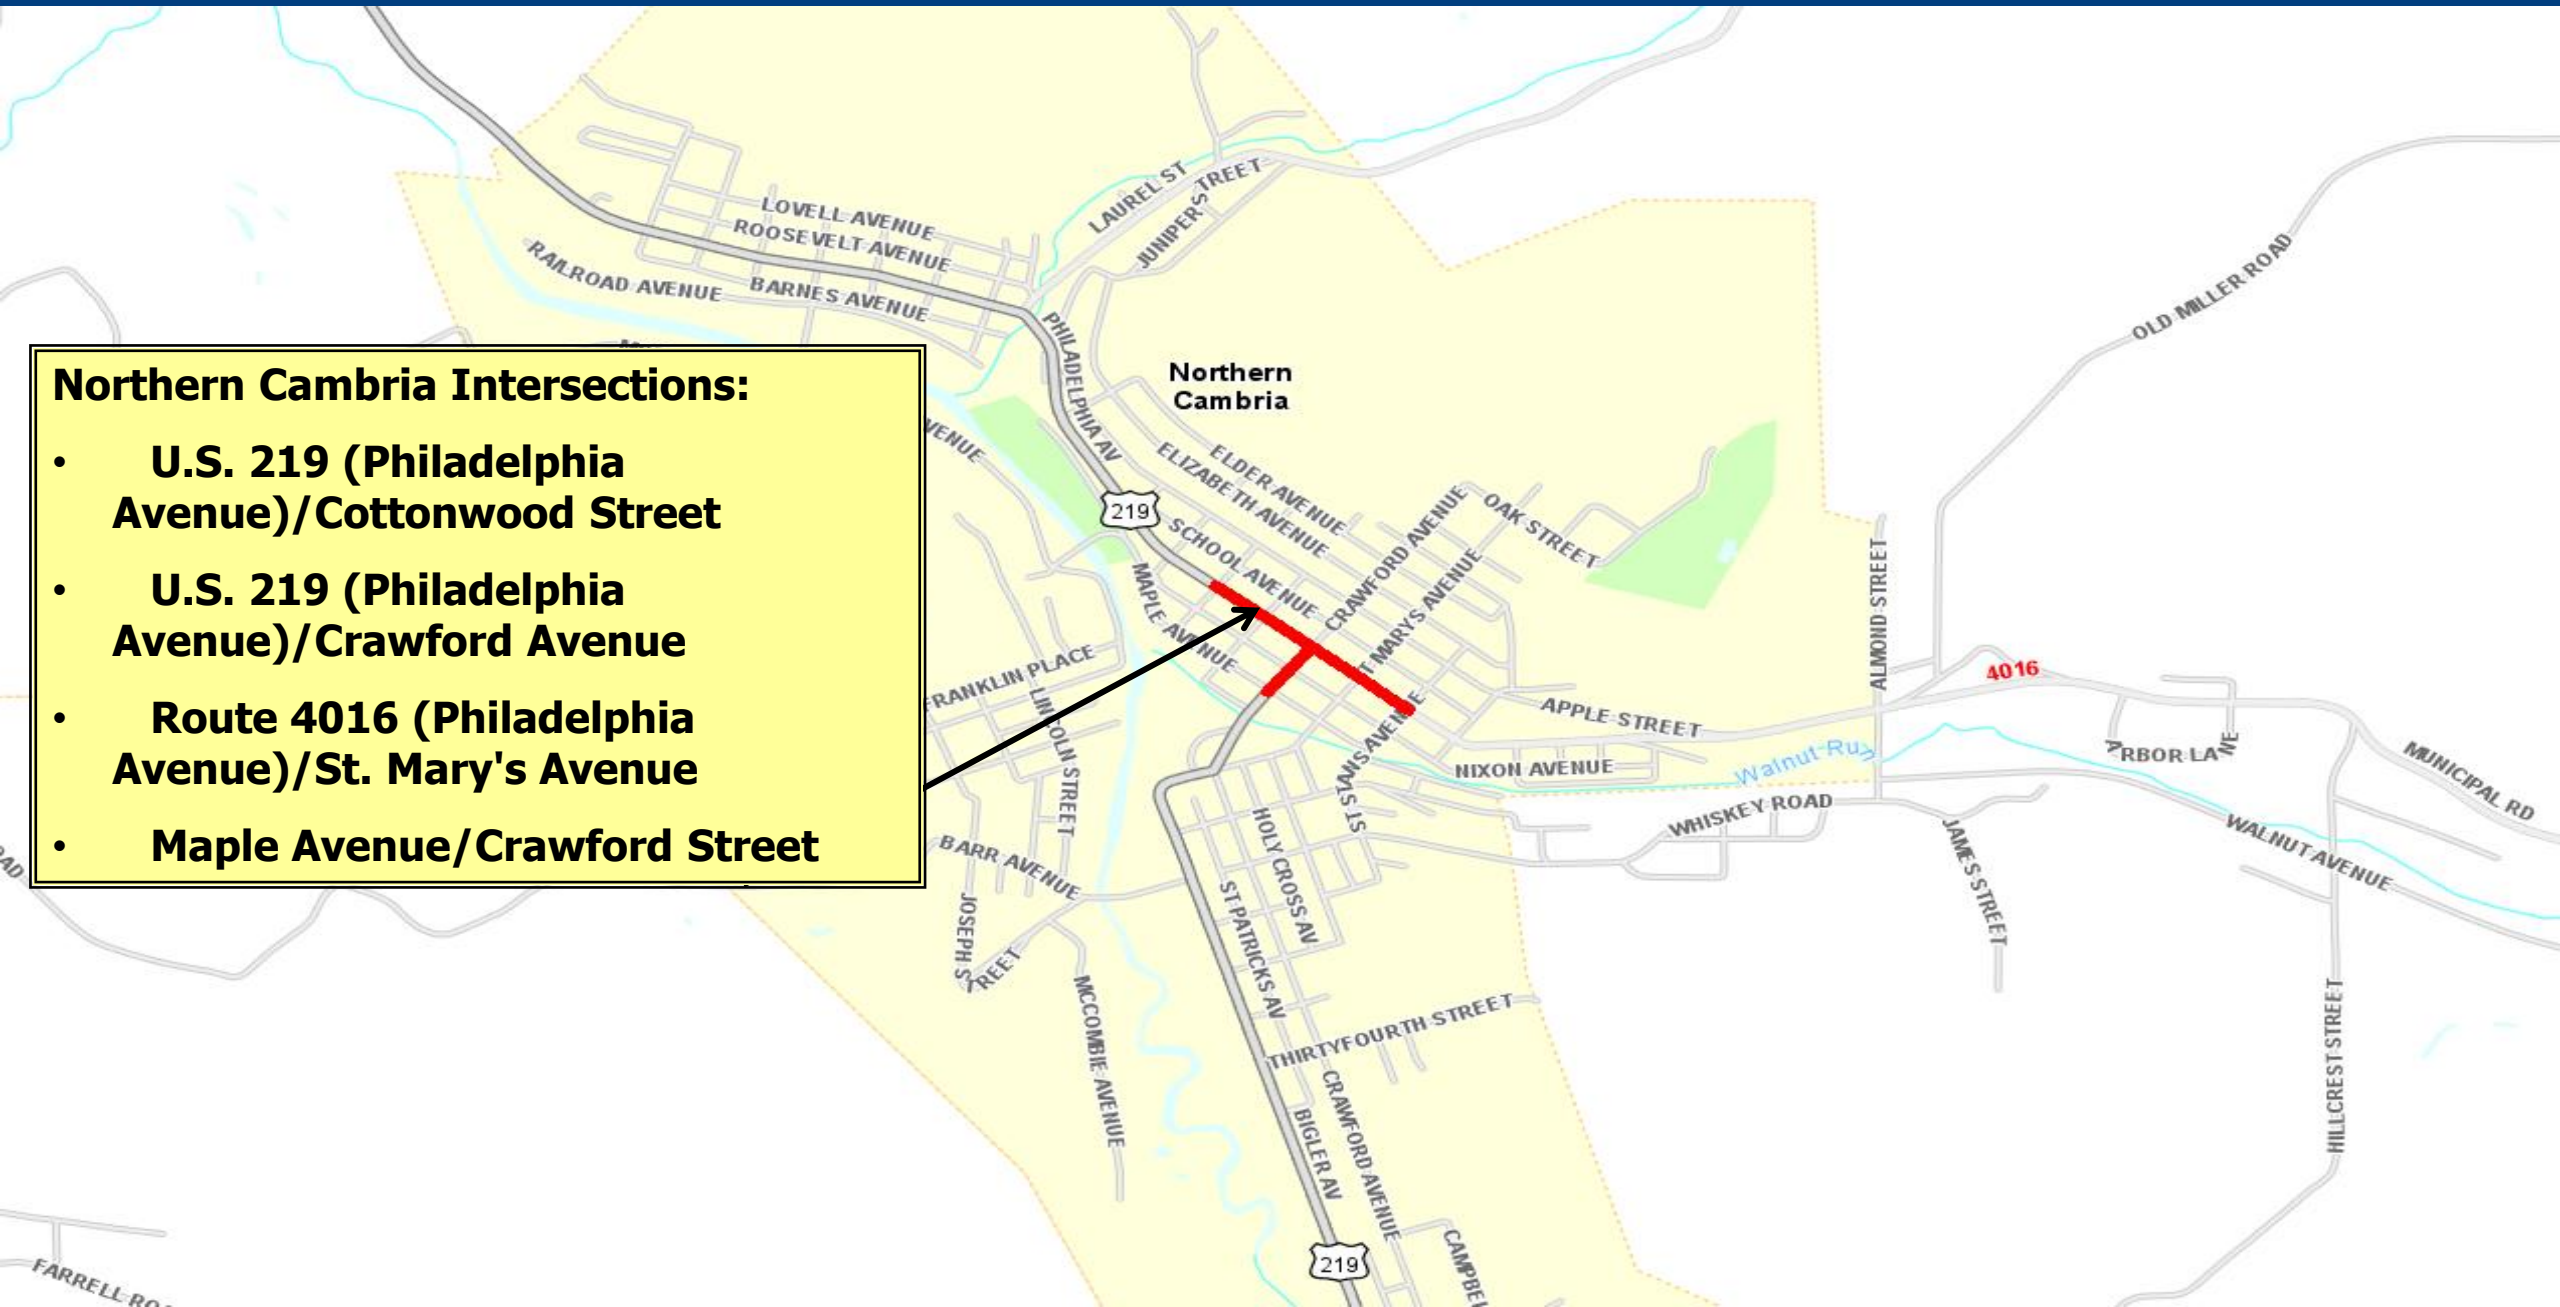 LOVELL AVENUE
ROOSEVELT AVENUE
RAILROAD AVENUE
BARNES AVENUE
LAUREL ST
JUNIPER STREET
PHILADELPHIA AV
OLD MILLER ROAD
Northern
Cambria
Northern Cambria Intersections:
• U.S. 219 (Philadelphia
Avenue)/Cottonwood Street
• U.S. 219 (Philadelphia
Avenue)/Crawford Avenue
• Route 4016 (Philadelphia
Avenue)/St. Mary's Avenue
• Maple Avenue/Crawford Street
VENUE
ELDER AVENUE
ELIZABETH AVENUE
219
SCHOOL AVENUE
CRAWFORD AVENUE
OAK STREET
T MARYS AVENUE
MAPLE AVENUE
ALMOND STREET
FRANKLIN PLACE
LINCOLN STREET
4016
APPLE STREET
NIXON AVENUE
Walnut Run
ARBOR LANE
MUNICIPAL RD
WHISKEY ROAD
WALNUT AVENUE
JAMES STREET
HOLY CROSS AV
BARR AVENUE
ST PATRICKS AV
JOSEPH STREET
MCCOMBIE AVENUE
THIRTYFOURTH STREET
CRAWFORD AVENUE
BIGLER AV
HILLCREST STREET
219
CAMPBE
FARRELL RO